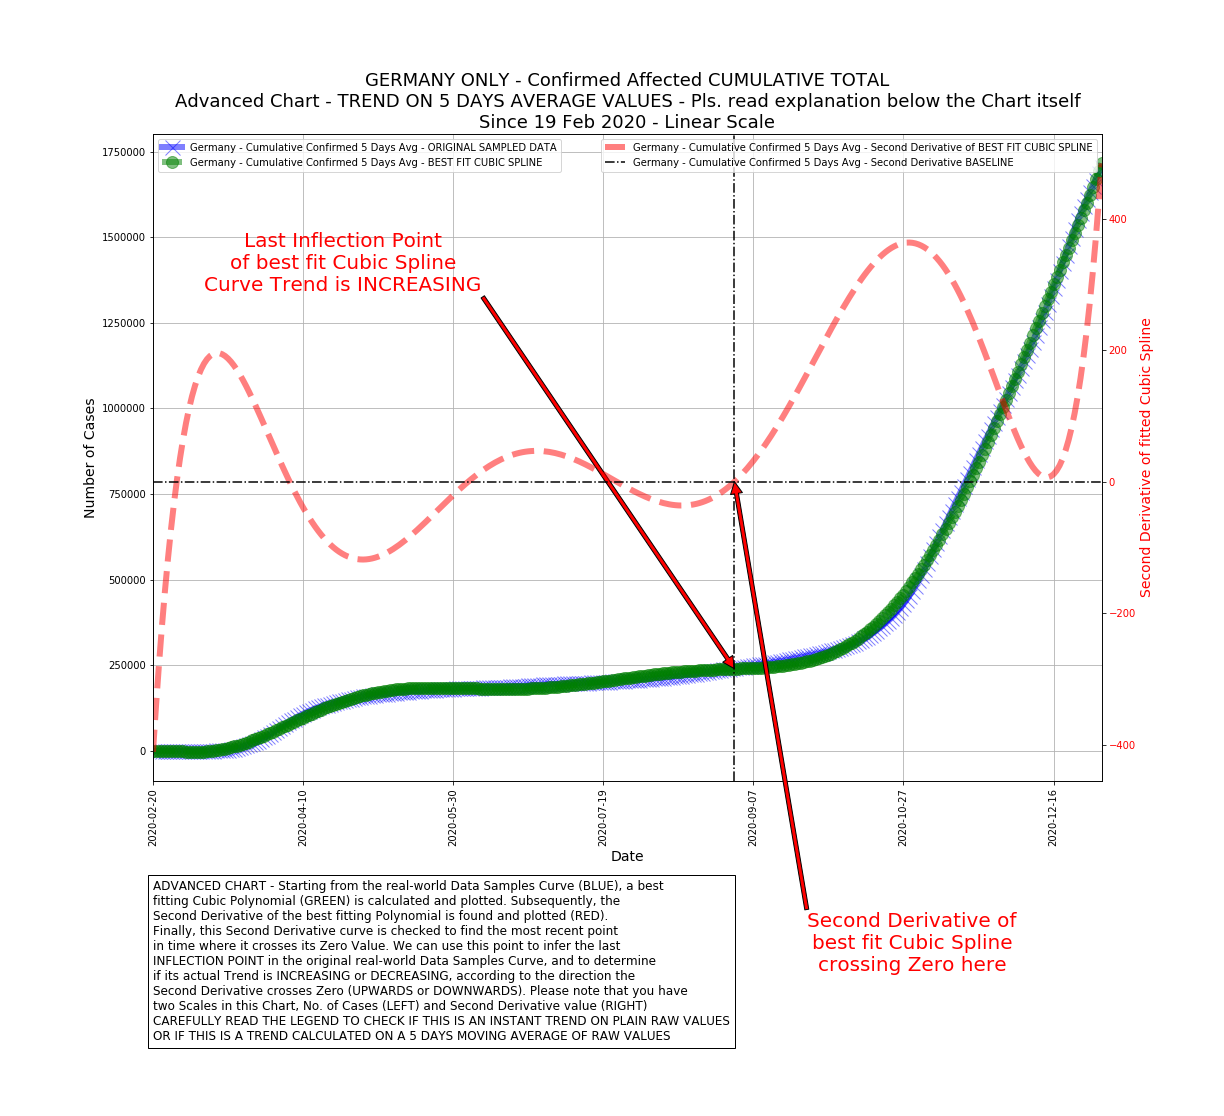 GERMANY ONLY - Confirmed Affected CUMULATIVE TOTAL
Advanced Chart - TREND ON 5 DAYS AVERAGE VALUES - Pls. read explanation below the Chart itself
Since 19 Feb 2020 - Linear Scale
Germany - Cumulative Confirmed 5 Days Avg - ORIGINAL SAMPLED DATA
Germany - Cumulative Confirmed 5 Days Avg - BEST FIT CUBIC SPLINE
Germany - Cumulative Confirmed 5 Days Avg - Second Derivative of BEST FIT CUBIC SPLINE
Germany - Cumulative Confirmed 5 Days Avg - Second Derivative BASELINE
Last Inflection Point
of best fit Cubic Spline
Curve Trend is INCREASING
Number of Cases
1750000
1500000
1250000
1000000
750000
500000
250000
0
400
200
0
−200
−400
Second Derivative of fitted Cubic Spline
2020-02-20
2020-04-10
2020-05-30
2020-07-19
2020-09-07
2020-10-27
2020-12-16
Date
ADVANCED CHART - Starting from the real-world Data Samples Curve (BLUE), a best
fitting Cubic Polynomial (GREEN) is calculated and plotted. Subsequently, the
Second Derivative of the best fitting Polynomial is found and plotted (RED).
Finally, this Second Derivative curve is checked to find the most recent point
in time where it crosses its Zero Value. We can use this point to infer the last
INFLECTION POINT in the original real-world Data Samples Curve, and to determine
if its actual Trend is INCREASING or DECREASING, according to the direction the
Second Derivative crosses Zero (UPWARDS or DOWNWARDS). Please note that you have
two Scales in this Chart, No. of Cases (LEFT) and Second Derivative value (RIGHT)
CAREFULLY READ THE LEGEND TO CHECK IF THIS IS AN INSTANT TREND ON PLAIN RAW VALUES
OR IF THIS IS A TREND CALCULATED ON A 5 DAYS MOVING AVERAGE OF RAW VALUES
Second Derivative of
best fit Cubic Spline
crossing Zero here